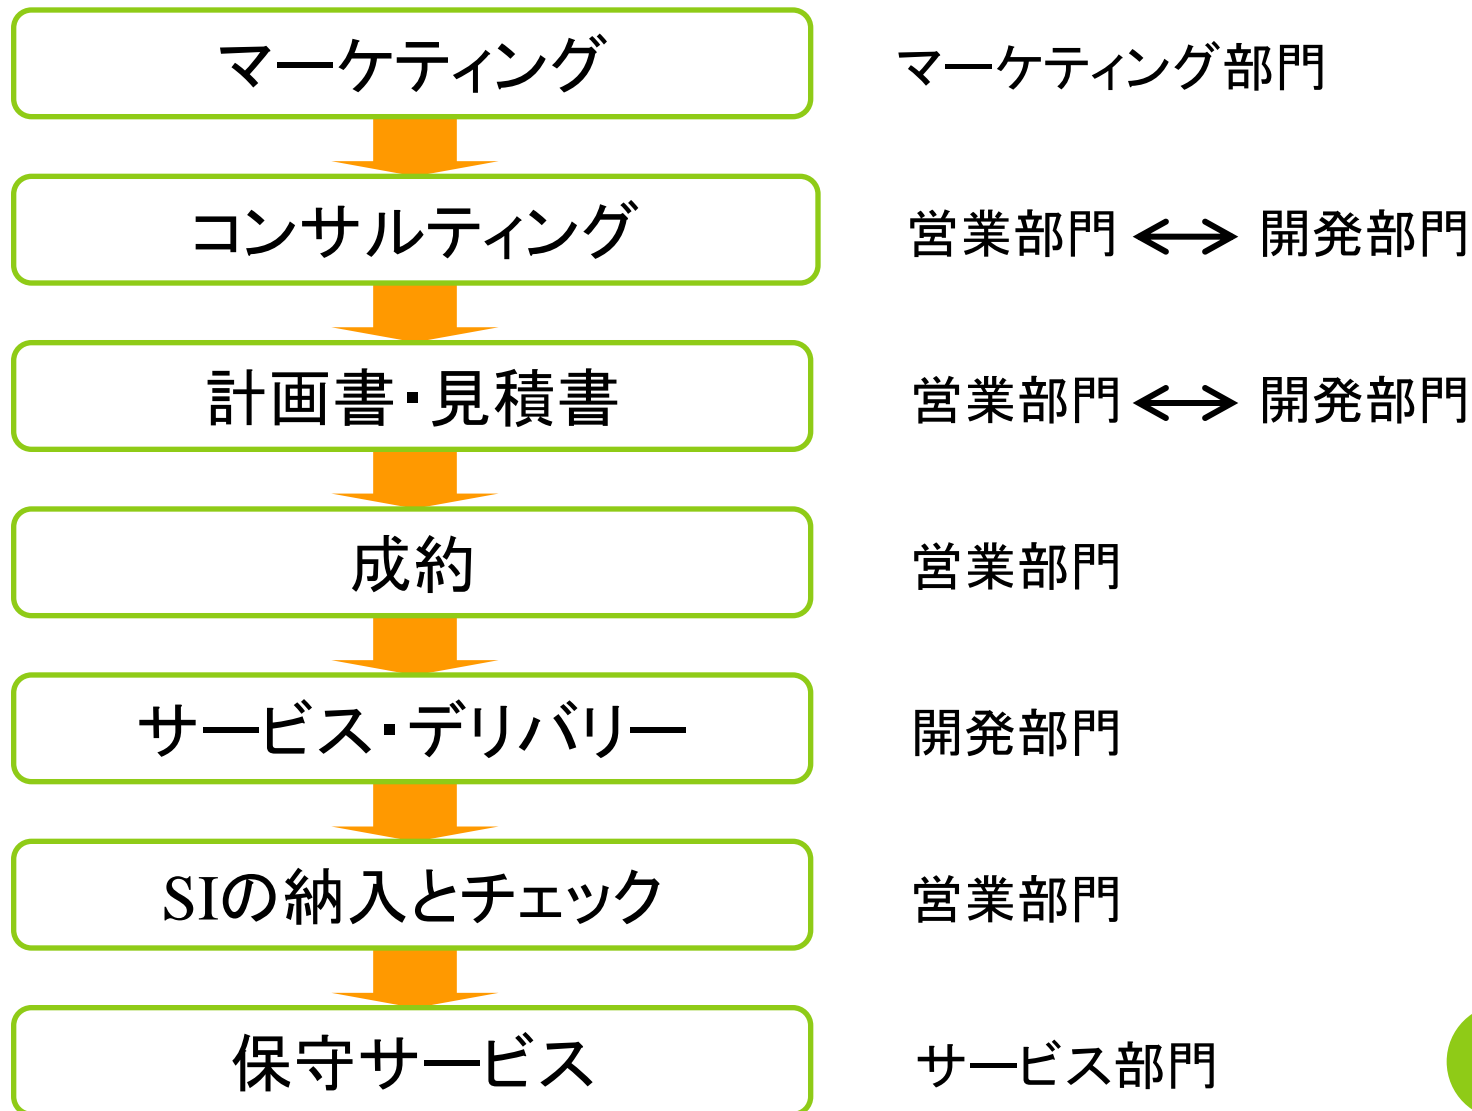 マーケティング マーケティング部門
コンサルティング 営業部門 開発部門
計画書・見積書 営業部門 開発部門
成約 営業部門
サービス・デリバリー 開発部門
SIの納入とチェック 営業部門
保守サービス サービス部門